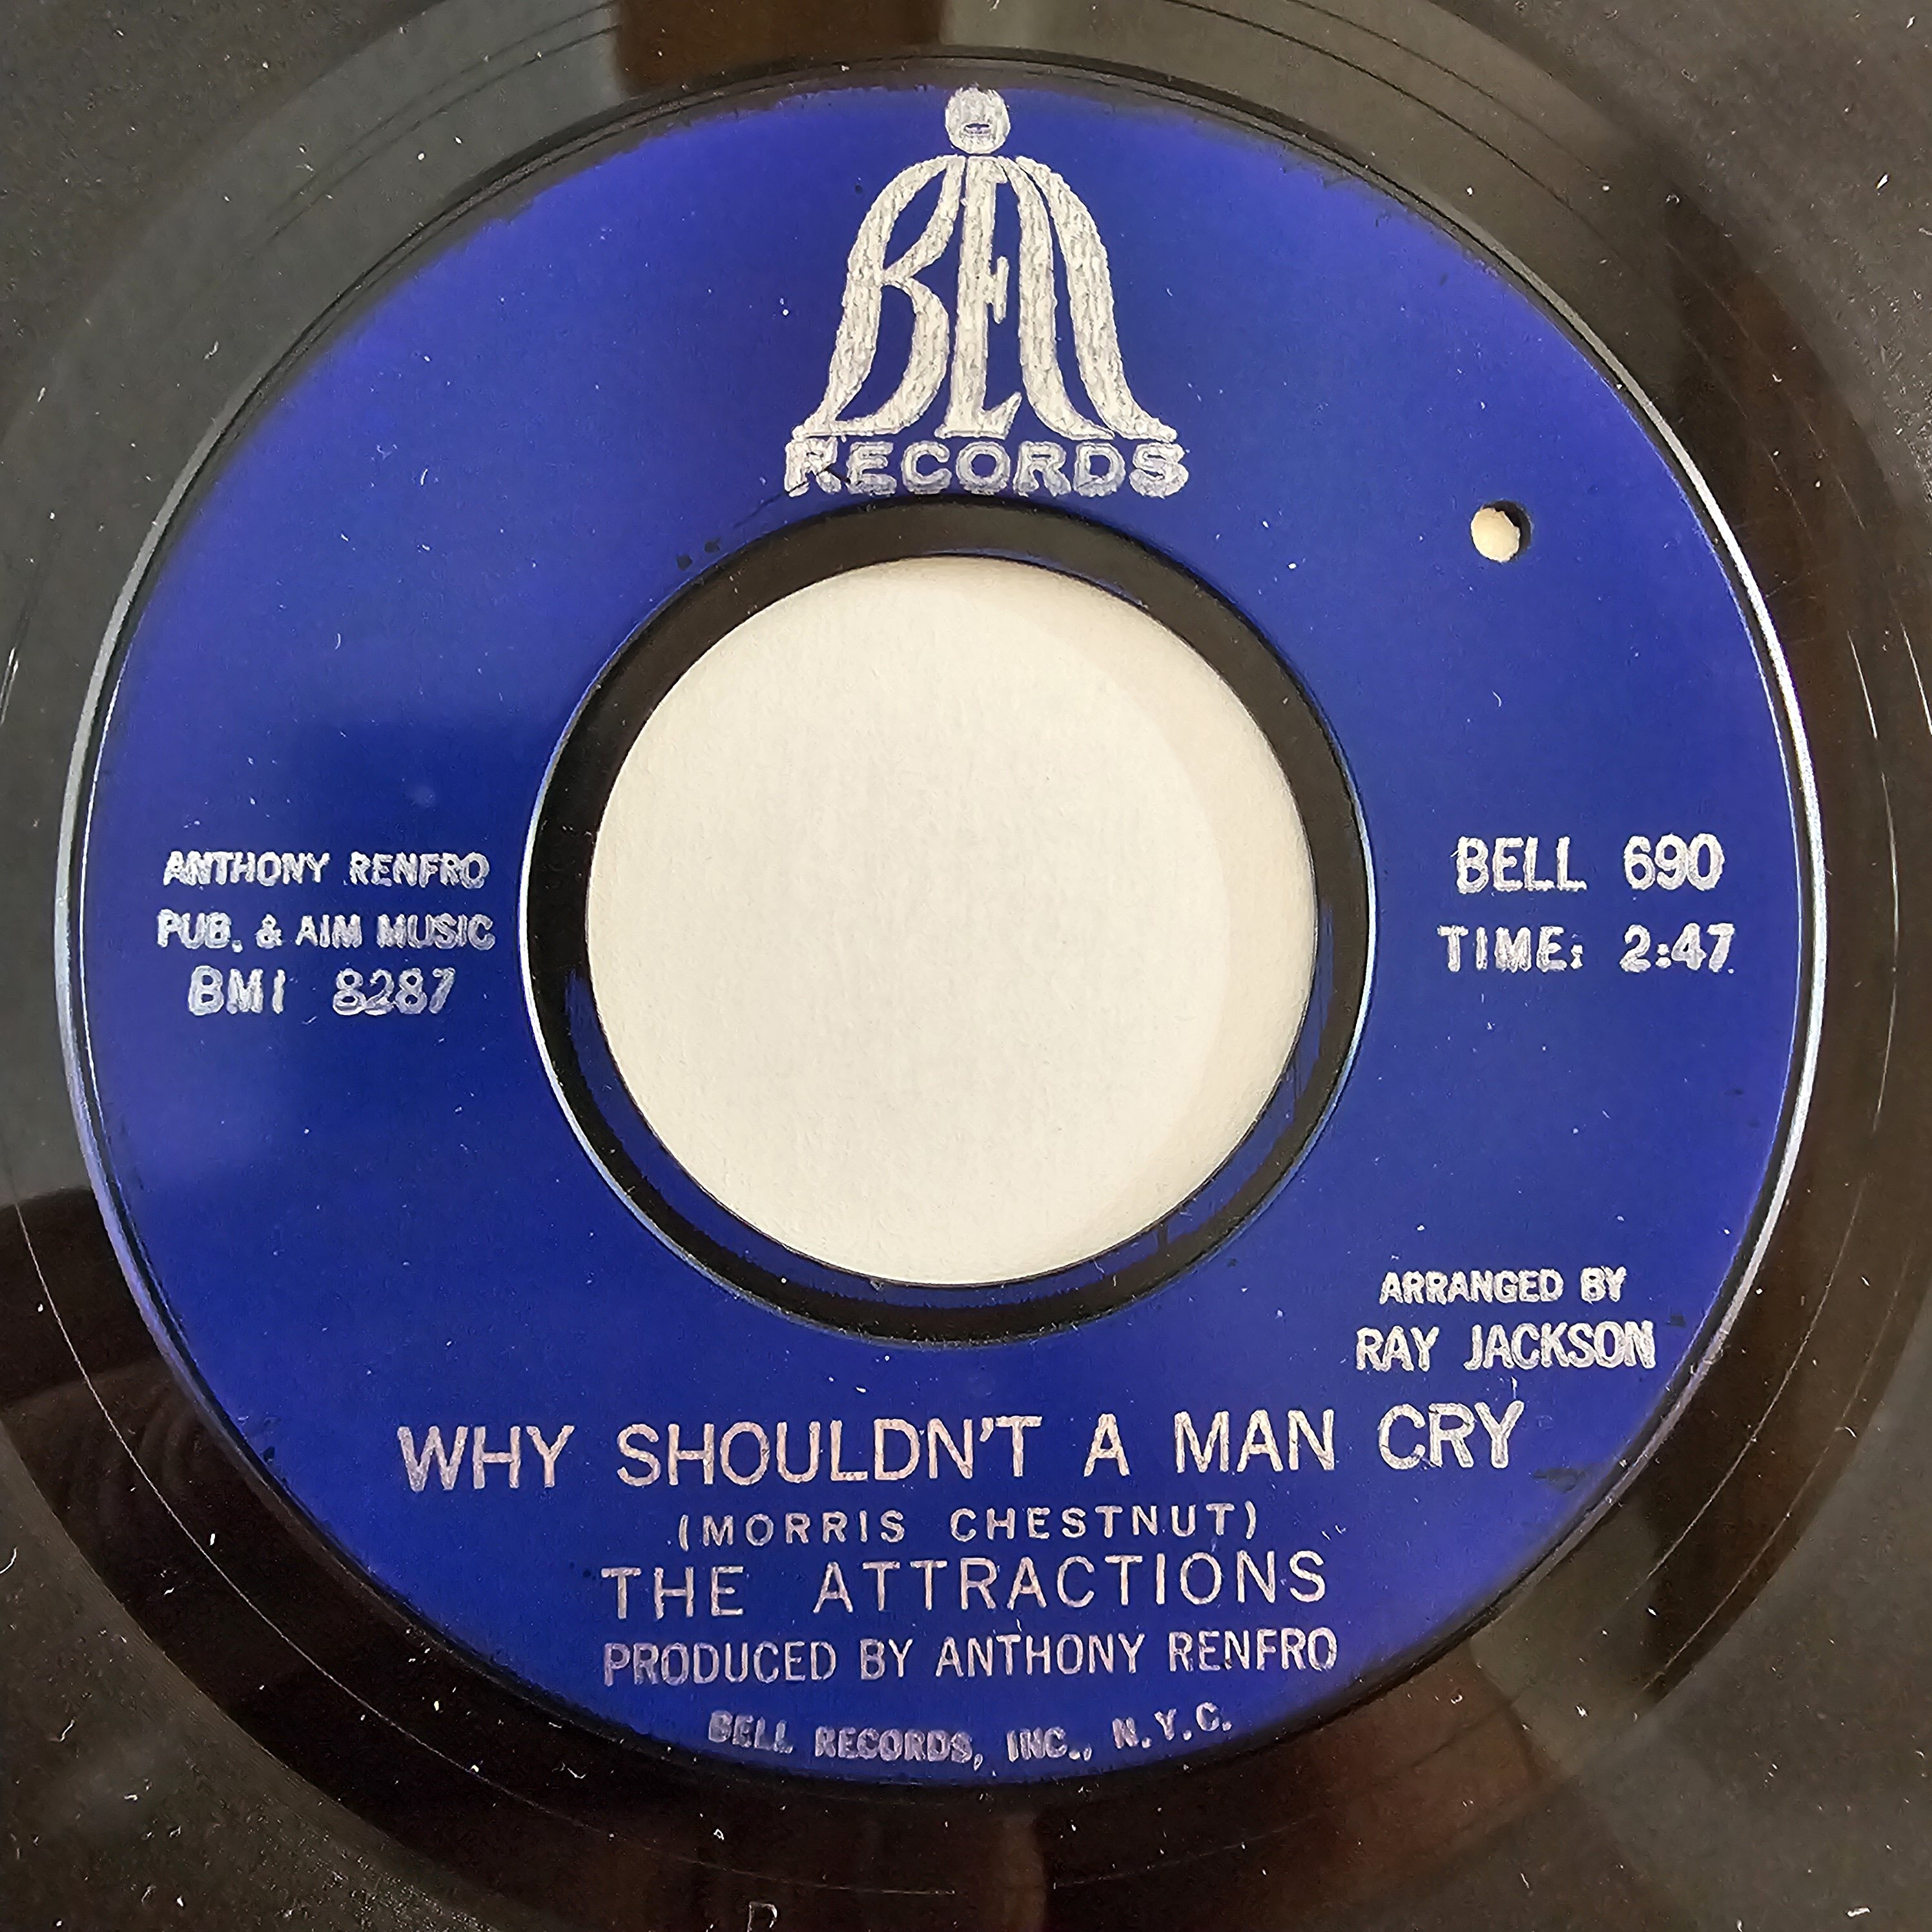 BELL
RECORDS
ANTHONY RENFRO
PUB. & AIM MUSIC
BMI 8287
BELL 690
TIME: 2:47
ARRANGED BY
RAY JACKSON
WHY SHOULDN'T A MAN CRY
(MORRIS CHESTNUT)
THE ATTRACTIONS
PRODUCED BY ANTHONY RENFRO
BELL RECORDS, INC., N.Y.C.